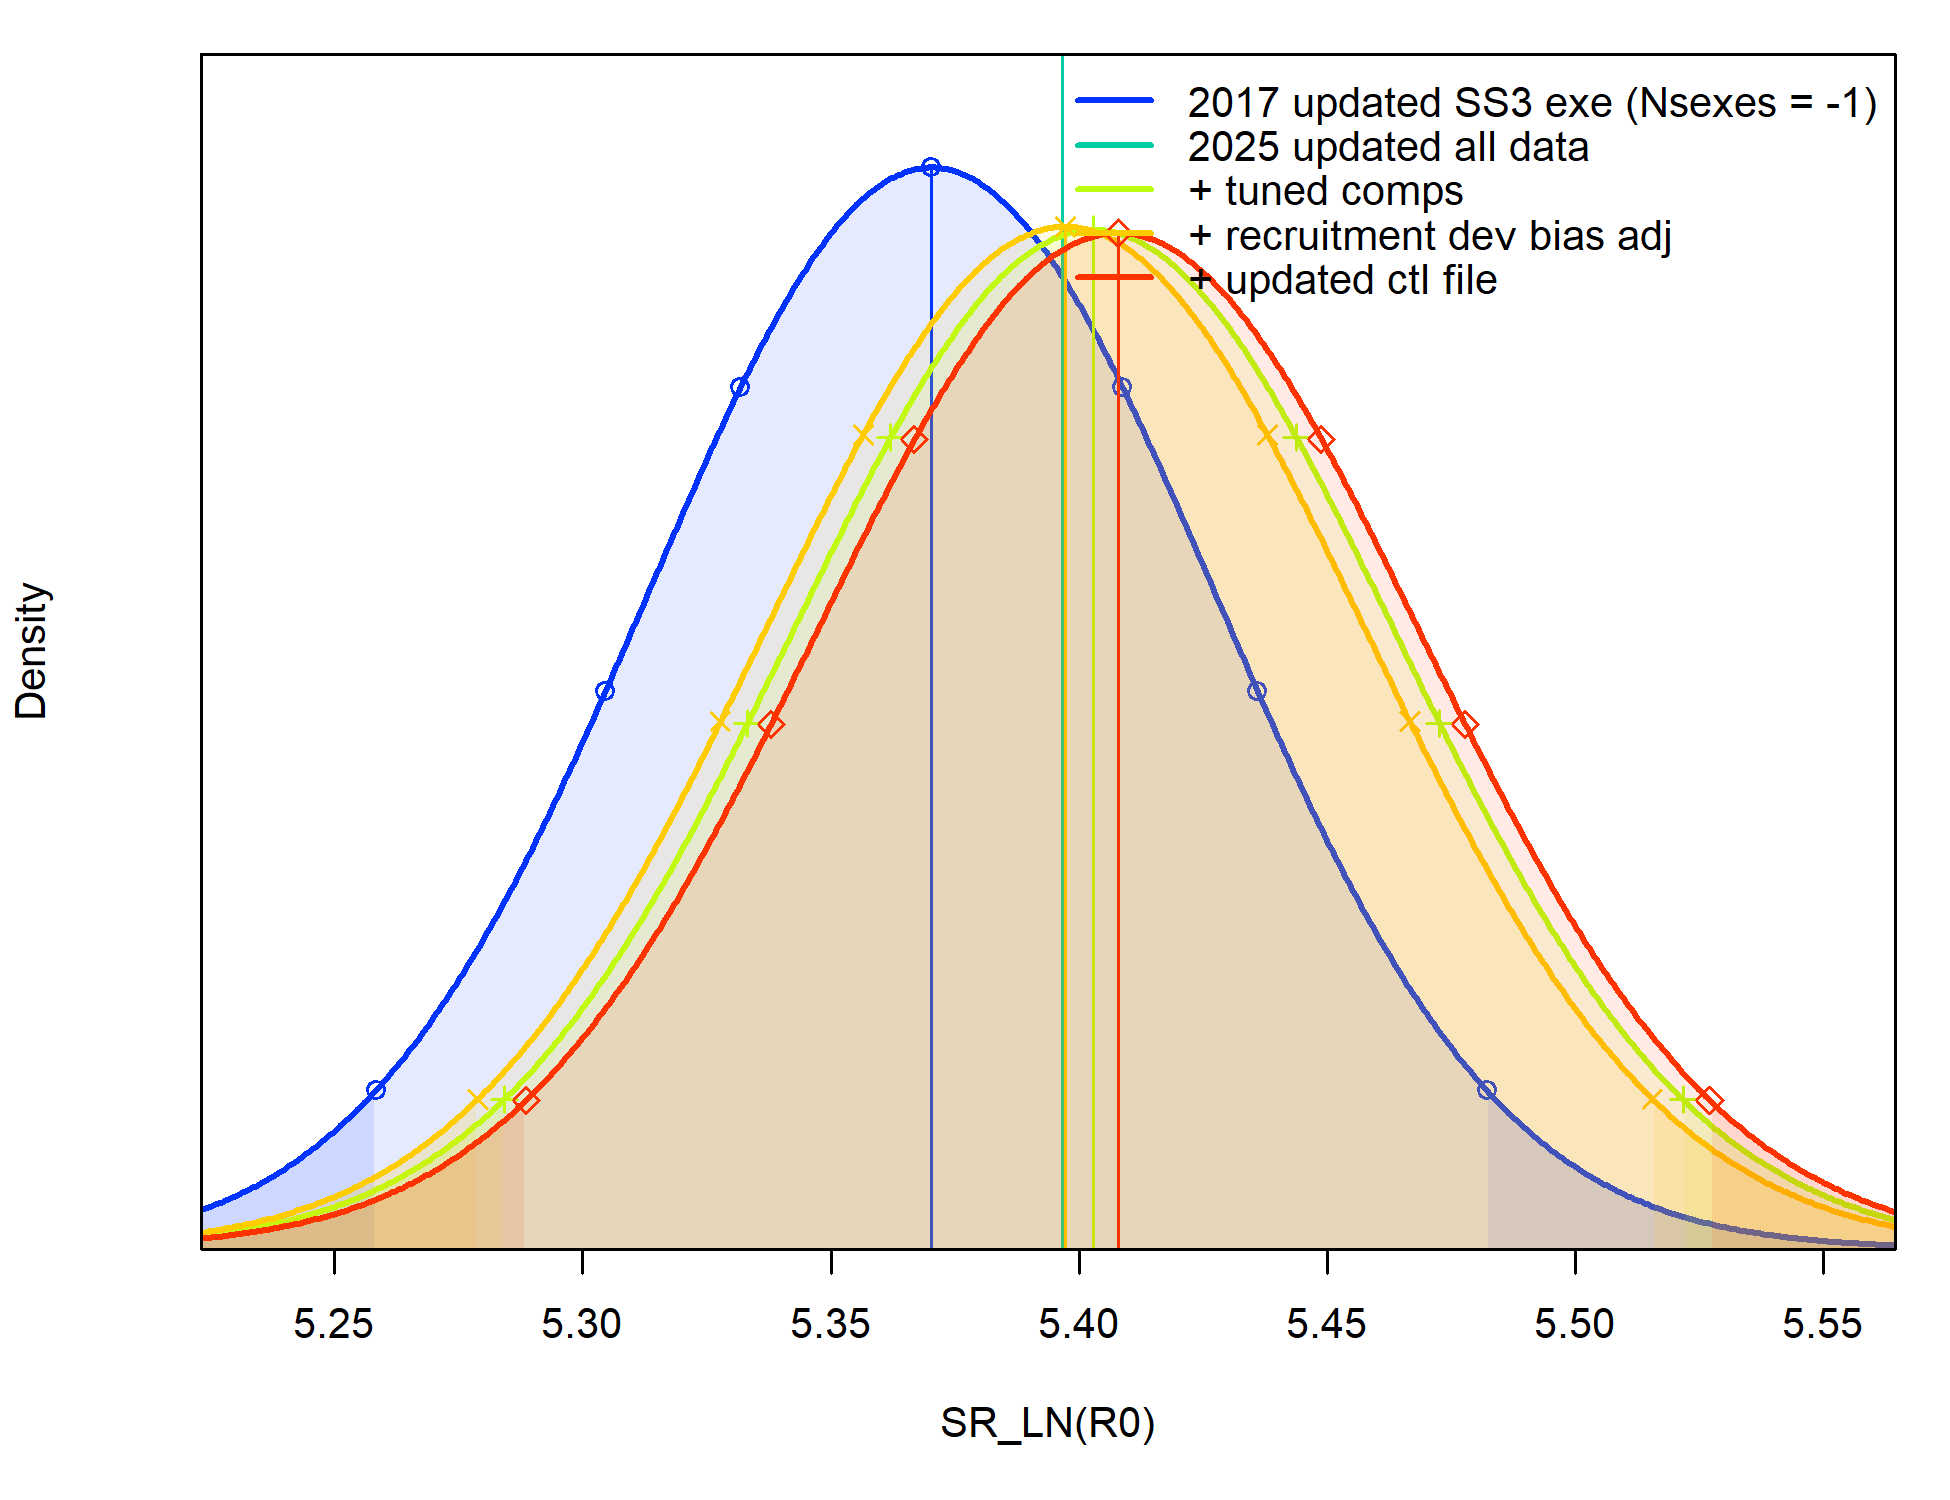 2017 updated SS3 exe (Nsexes = -1)
2025 updated all data
+ tuned comps
+ recruitment dev bias adj
+ updated ctl file
Density
5.25 5.30 5.35 5.40 5.45 5.50 5.55
SR_LN(R0)